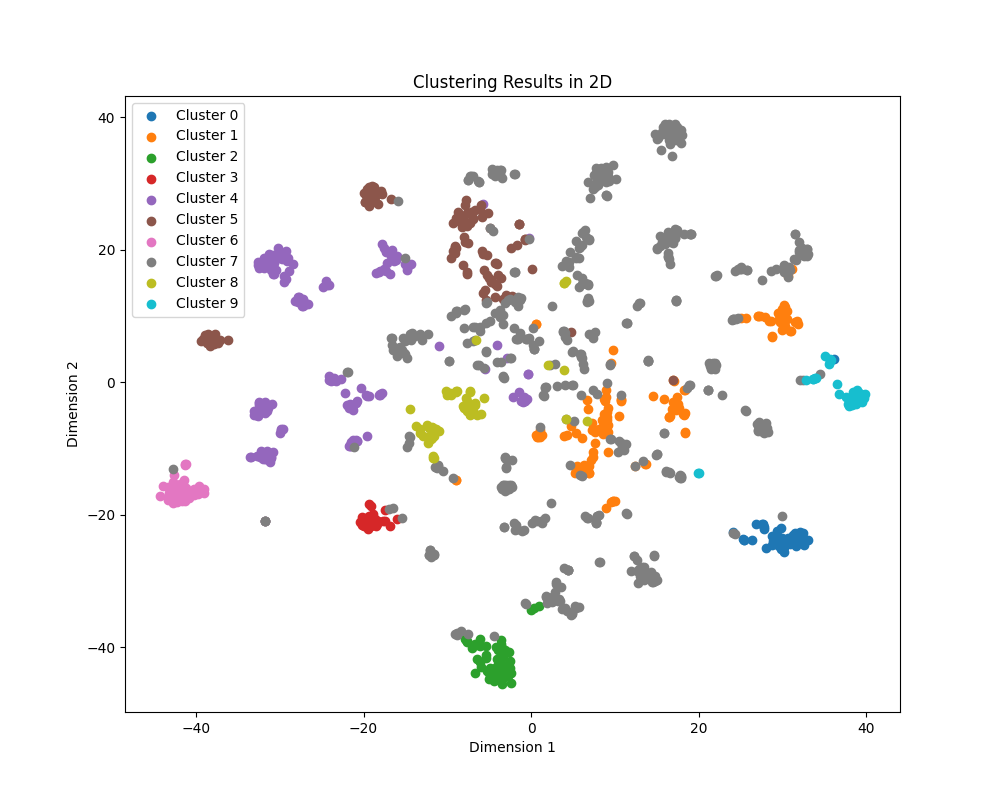 Clustering Results in 2D
Cluster 0
Cluster 1
Cluster 2
Cluster 3
Cluster 4
Cluster 5
Cluster 6
Cluster 7
Cluster 8
Cluster 9
40
20
0
−20
−40
Dimension 2
−40
−20
0
20
40
Dimension 1